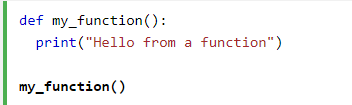 def my_function():
  print("Hello from a function")

my_function()